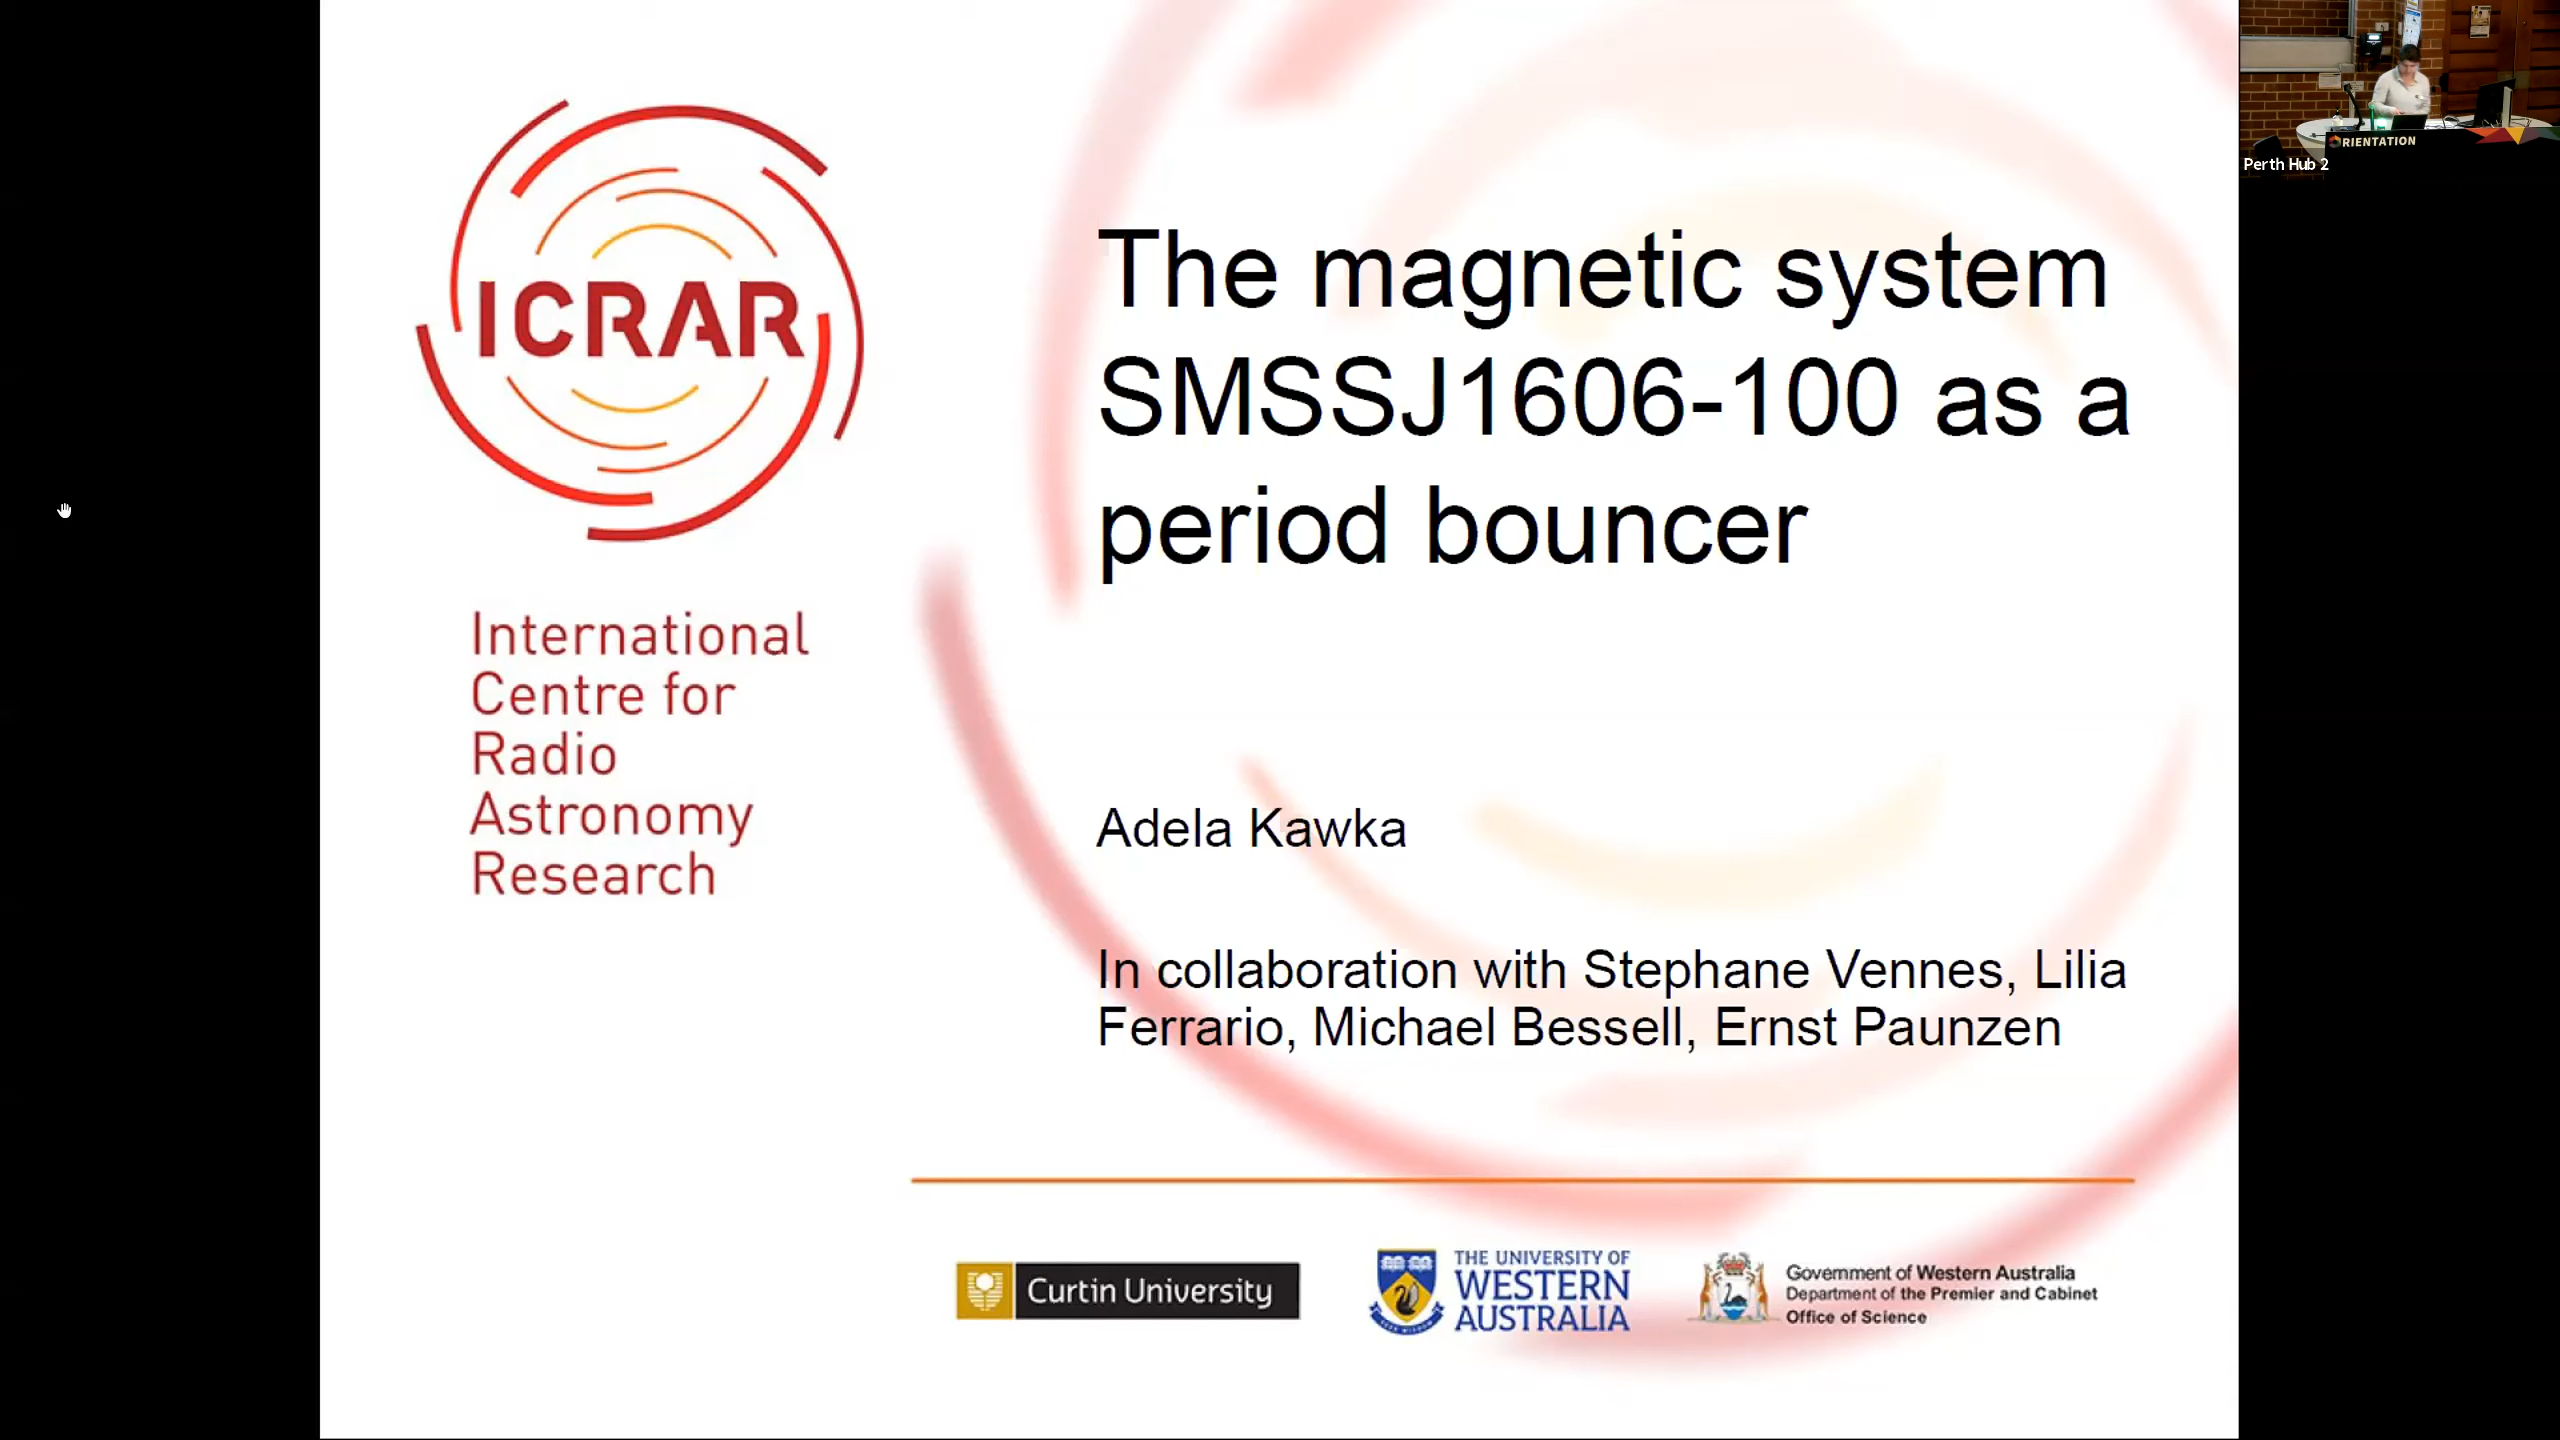 ICRAR
International
Centre for
Radio
Astronomy
Research
The magnetic system
SMSSJ1606-100 as a
period bouncer
Adela Kawka
In collaboration with Stephane Vennes, Lilia
Ferrario, Michael Bessell, Ernst Paunzen
Curtin University
THE UNIVERSITY OF
WESTERN
AUSTRALIA
Government of Western Australia
Department of the Premier and Cabinet
Office of Science
RIENTATION
Perth Hub 2